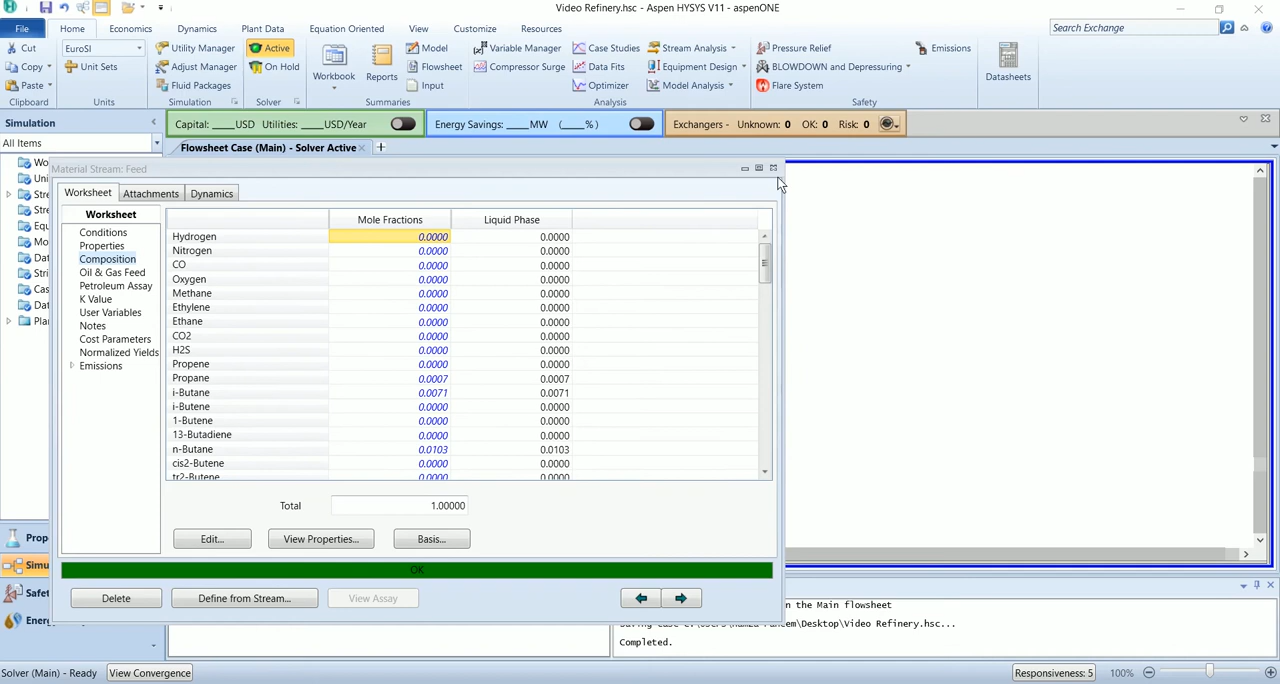 Video Refinery.hsc - Aspen HYSYS V11 - aspenONE
File Home Economics Dynamics Plant Data Equation Oriented View Customize Resources Search Exchange
Cut EuroSI Utility Manager Active Model Variable Manager Case Studies Stream Analysis Pressure Relief Emissions
Copy Unit Sets Adjust Manager On Hold Workbook Reports Flowsheet Compressor Surge Data Fits Equipment Design BLOWDOWN and Depressuring Datasheets
Paste Fluid Packages Input Optimizer Model Analysis Flare System
Clipboard Units Simulation Solver Summaries Analysis Safety
Simulation Capital: ____USD Utilities: ____USD/Year Energy Savings: ____MW (____%) Exchangers - Unknown: 0 OK: 0 Risk: 0
All Items Flowsheet Case (Main) - Solver Active
Material Stream: Feed
Worksheet Attachments Dynamics
Worksheet Mole Fractions Liquid Phase
Conditions
Properties
Composition
Oil & Gas Feed
Petroleum Assay
K Value
User Variables
Notes
Cost Parameters
Normalized Yields
Emissions
Hydrogen 0.0000 0.0000
Nitrogen 0.0000 0.0000
CO 0.0000 0.0000
Oxygen 0.0000 0.0000
Methane 0.0000 0.0000
Ethylene 0.0000 0.0000
Ethane 0.0000 0.0000
CO2 0.0000 0.0000
H2S 0.0000 0.0000
Propene 0.0000 0.0000
Propane 0.0007 0.0007
i-Butane 0.0071 0.0071
i-Butene 0.0000 0.0000
1-Butene 0.0000 0.0000
13-Butadiene 0.0000 0.0000
n-Butane 0.0103 0.0103
cis2-Butene 0.0000 0.0000
tr2-Butene 0.0000 0.0000
Total 1.00000
Edit... View Properties... Basis...
OK
Delete Define from Stream... View Assay
n the Main flowsheet
Completed.
Solver (Main) - Ready View Convergence Responsiveness: 5 100%